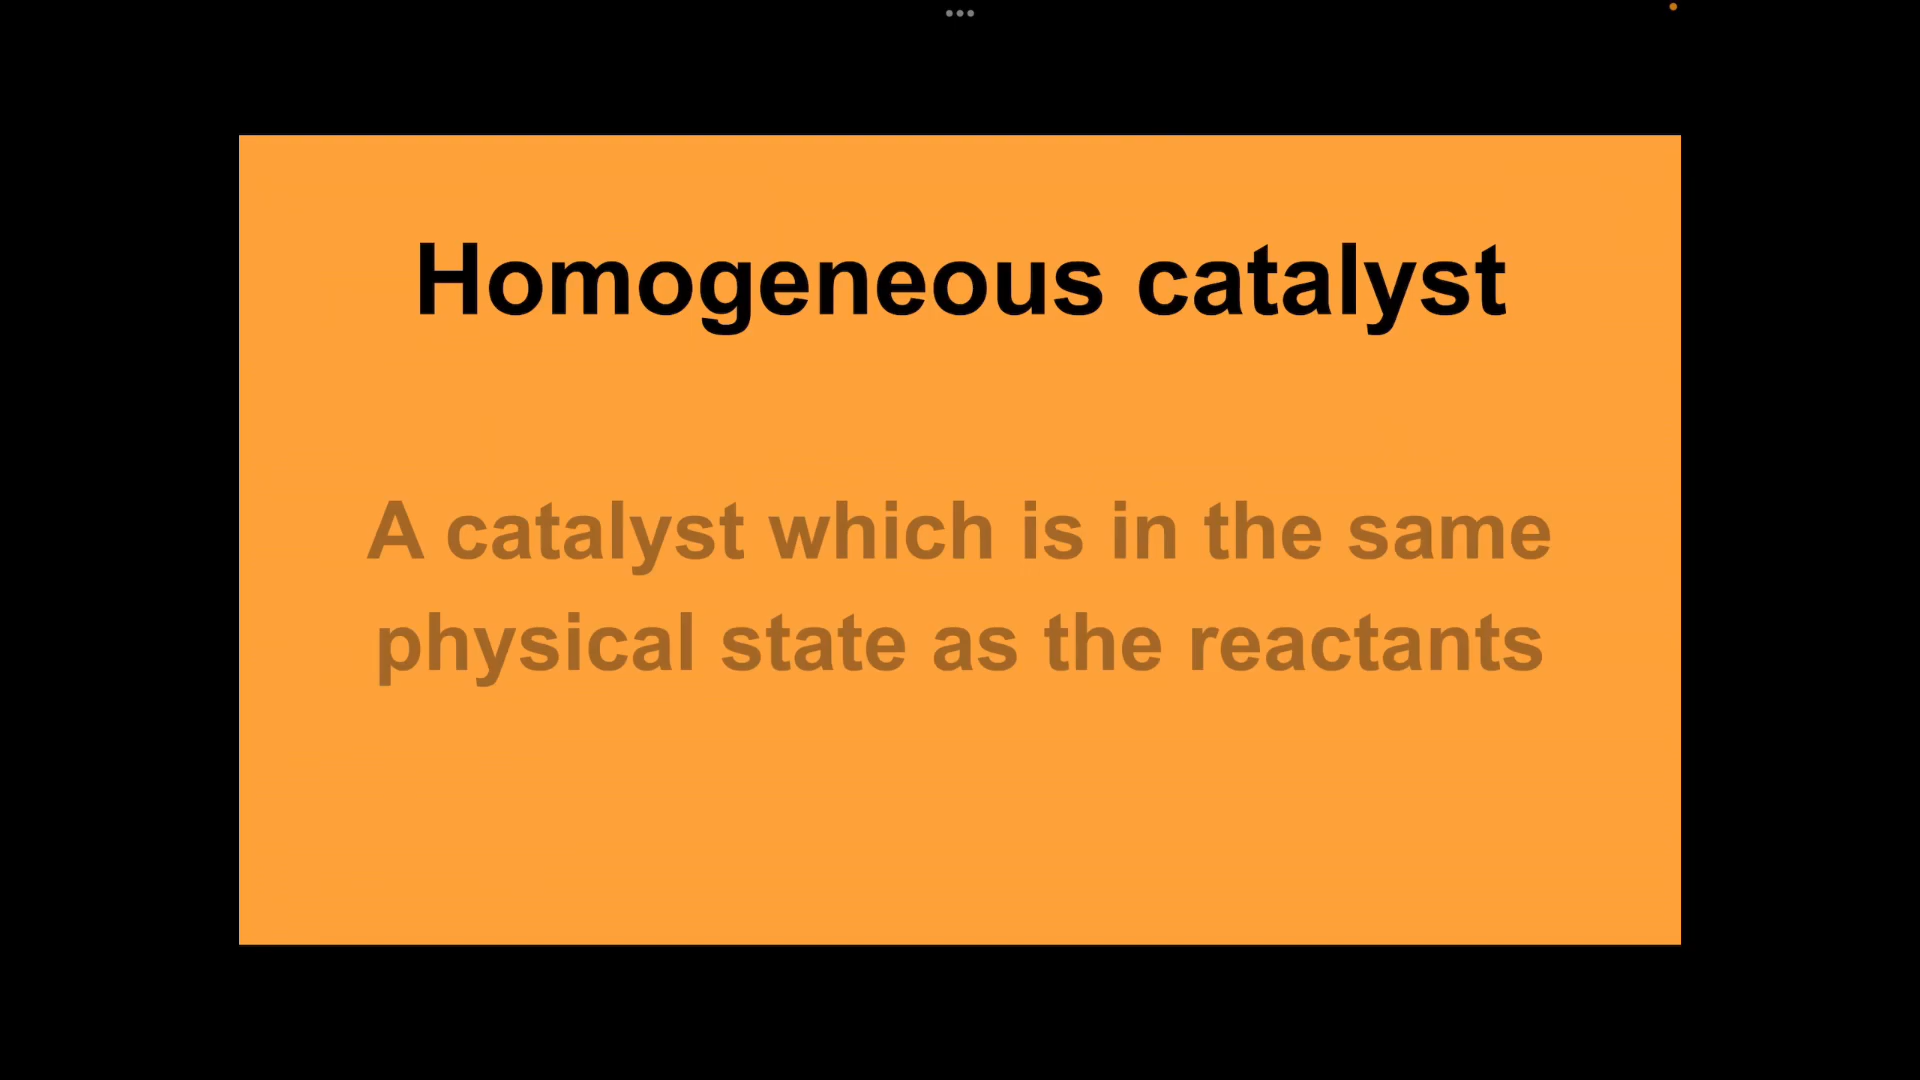 Homogeneous catalyst
A catalyst which is in the same
physical state as the reactants